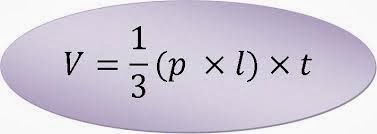 V = 1/3 (p × l) × t